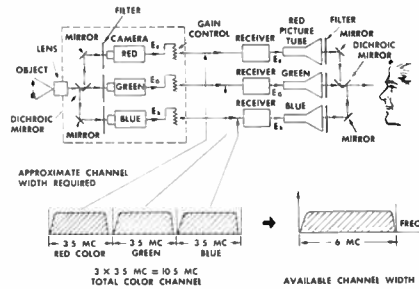 FILTER
MIRROR
CAMERA
GAIN
CONTROL
RED
PICTURE
TUBE
FILTER
MIRROR
DICHROIC
MIRROR
LENS
OBJECT
RED
RECEIVER
GREEN
RECEIVER
GREEN
BLUE
RECEIVER
BLUE
DICHROIC
MIRROR
MIRROR
MIRROR
APPROXIMATE CHANNEL
WIDTH REQUIRED
3.5 MC
3.5 MC
3.5 MC
RED COLOR
GREEN
BLUE
3 X 3.5 MC = 10.5 MC
TOTAL COLOR CHANNEL
FREQ
6 MC
AVAILABLE CHANNEL WIDTH